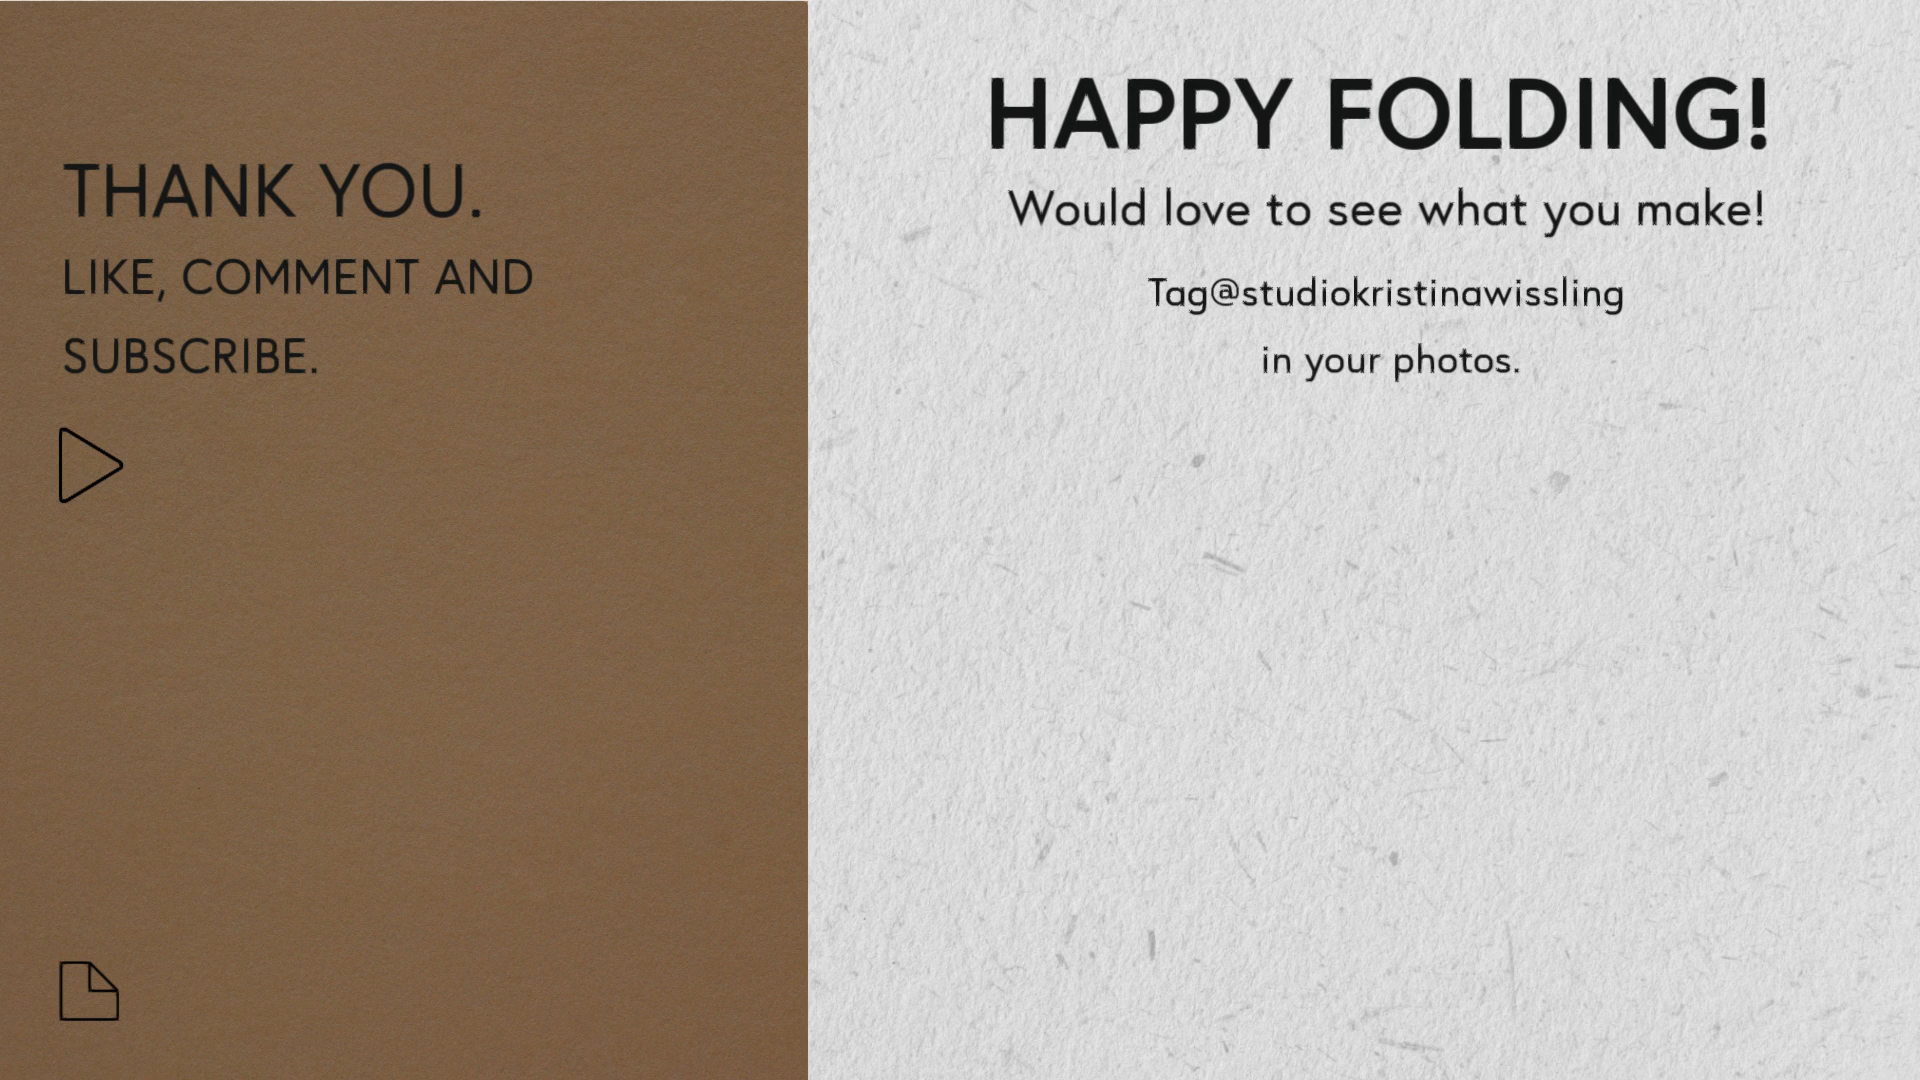 THANK YOU.
LIKE, COMMENT AND
SUBSCRIBE.
HAPPY FOLDING!
Would love to see what you make!
Tag@studiokristinawissling
in your photos.